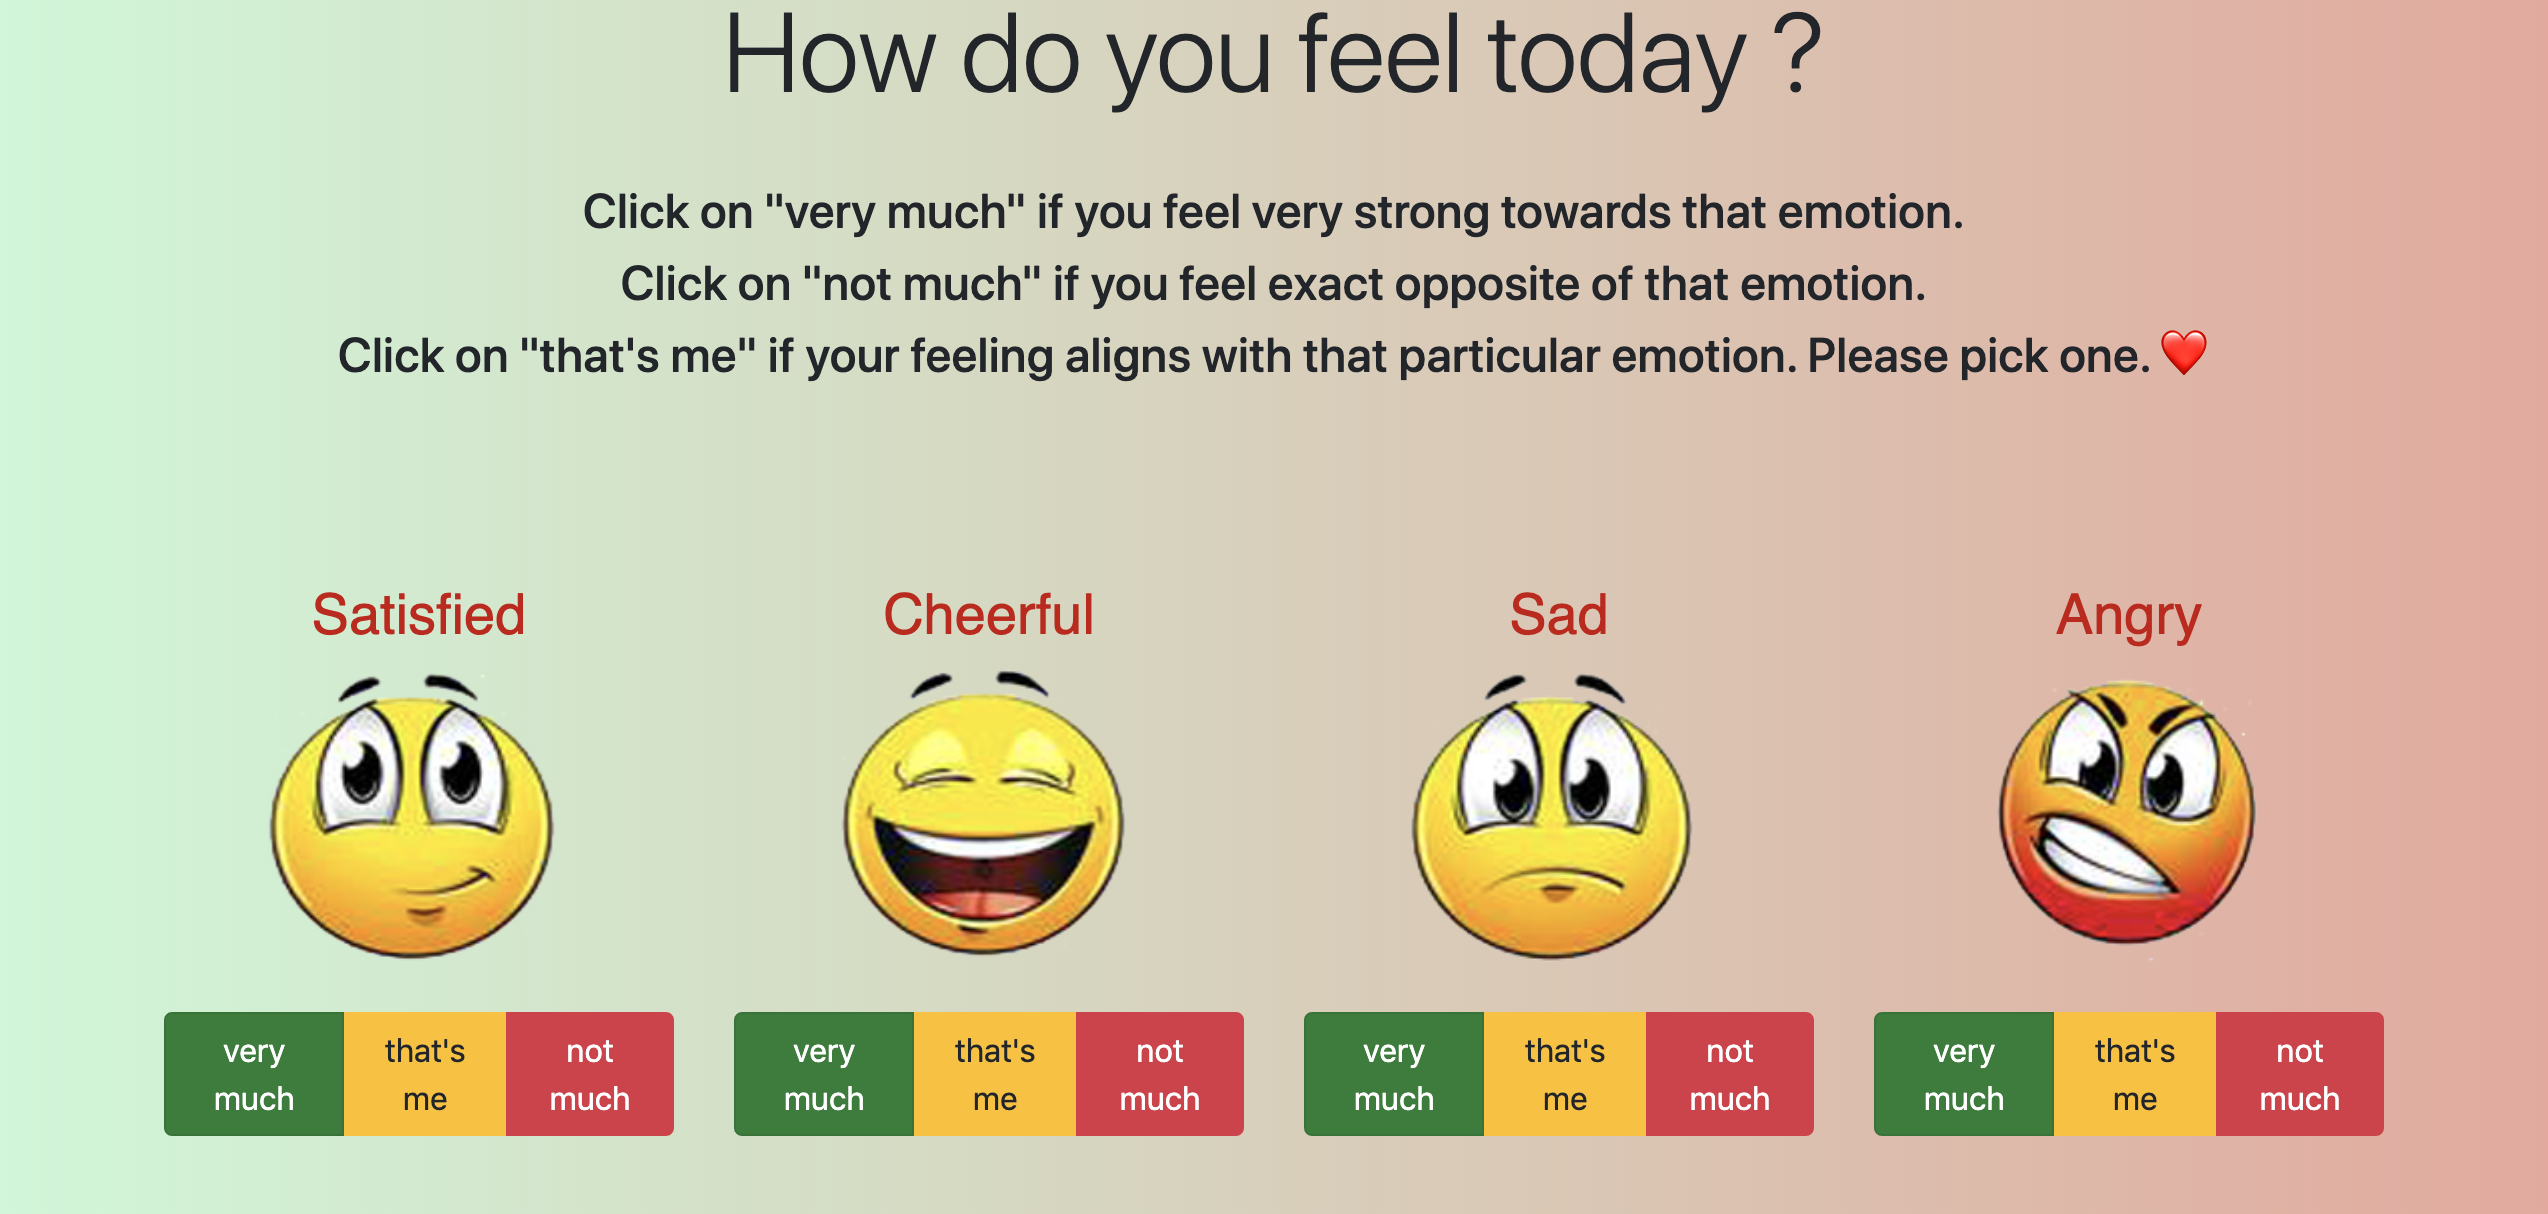 How do you feel today ?
Click on "very much" if you feel very strong towards that emotion.
Click on "not much" if you feel exact opposite of that emotion.
Click on "that's me" if your feeling aligns with that particular emotion. Please pick one. ❤️
Satisfied
Cheerful
Sad
Angry
very
much
that's
me
not
much
very
much
that's
me
not
much
very
much
that's
me
not
much
very
much
that's
me
not
much